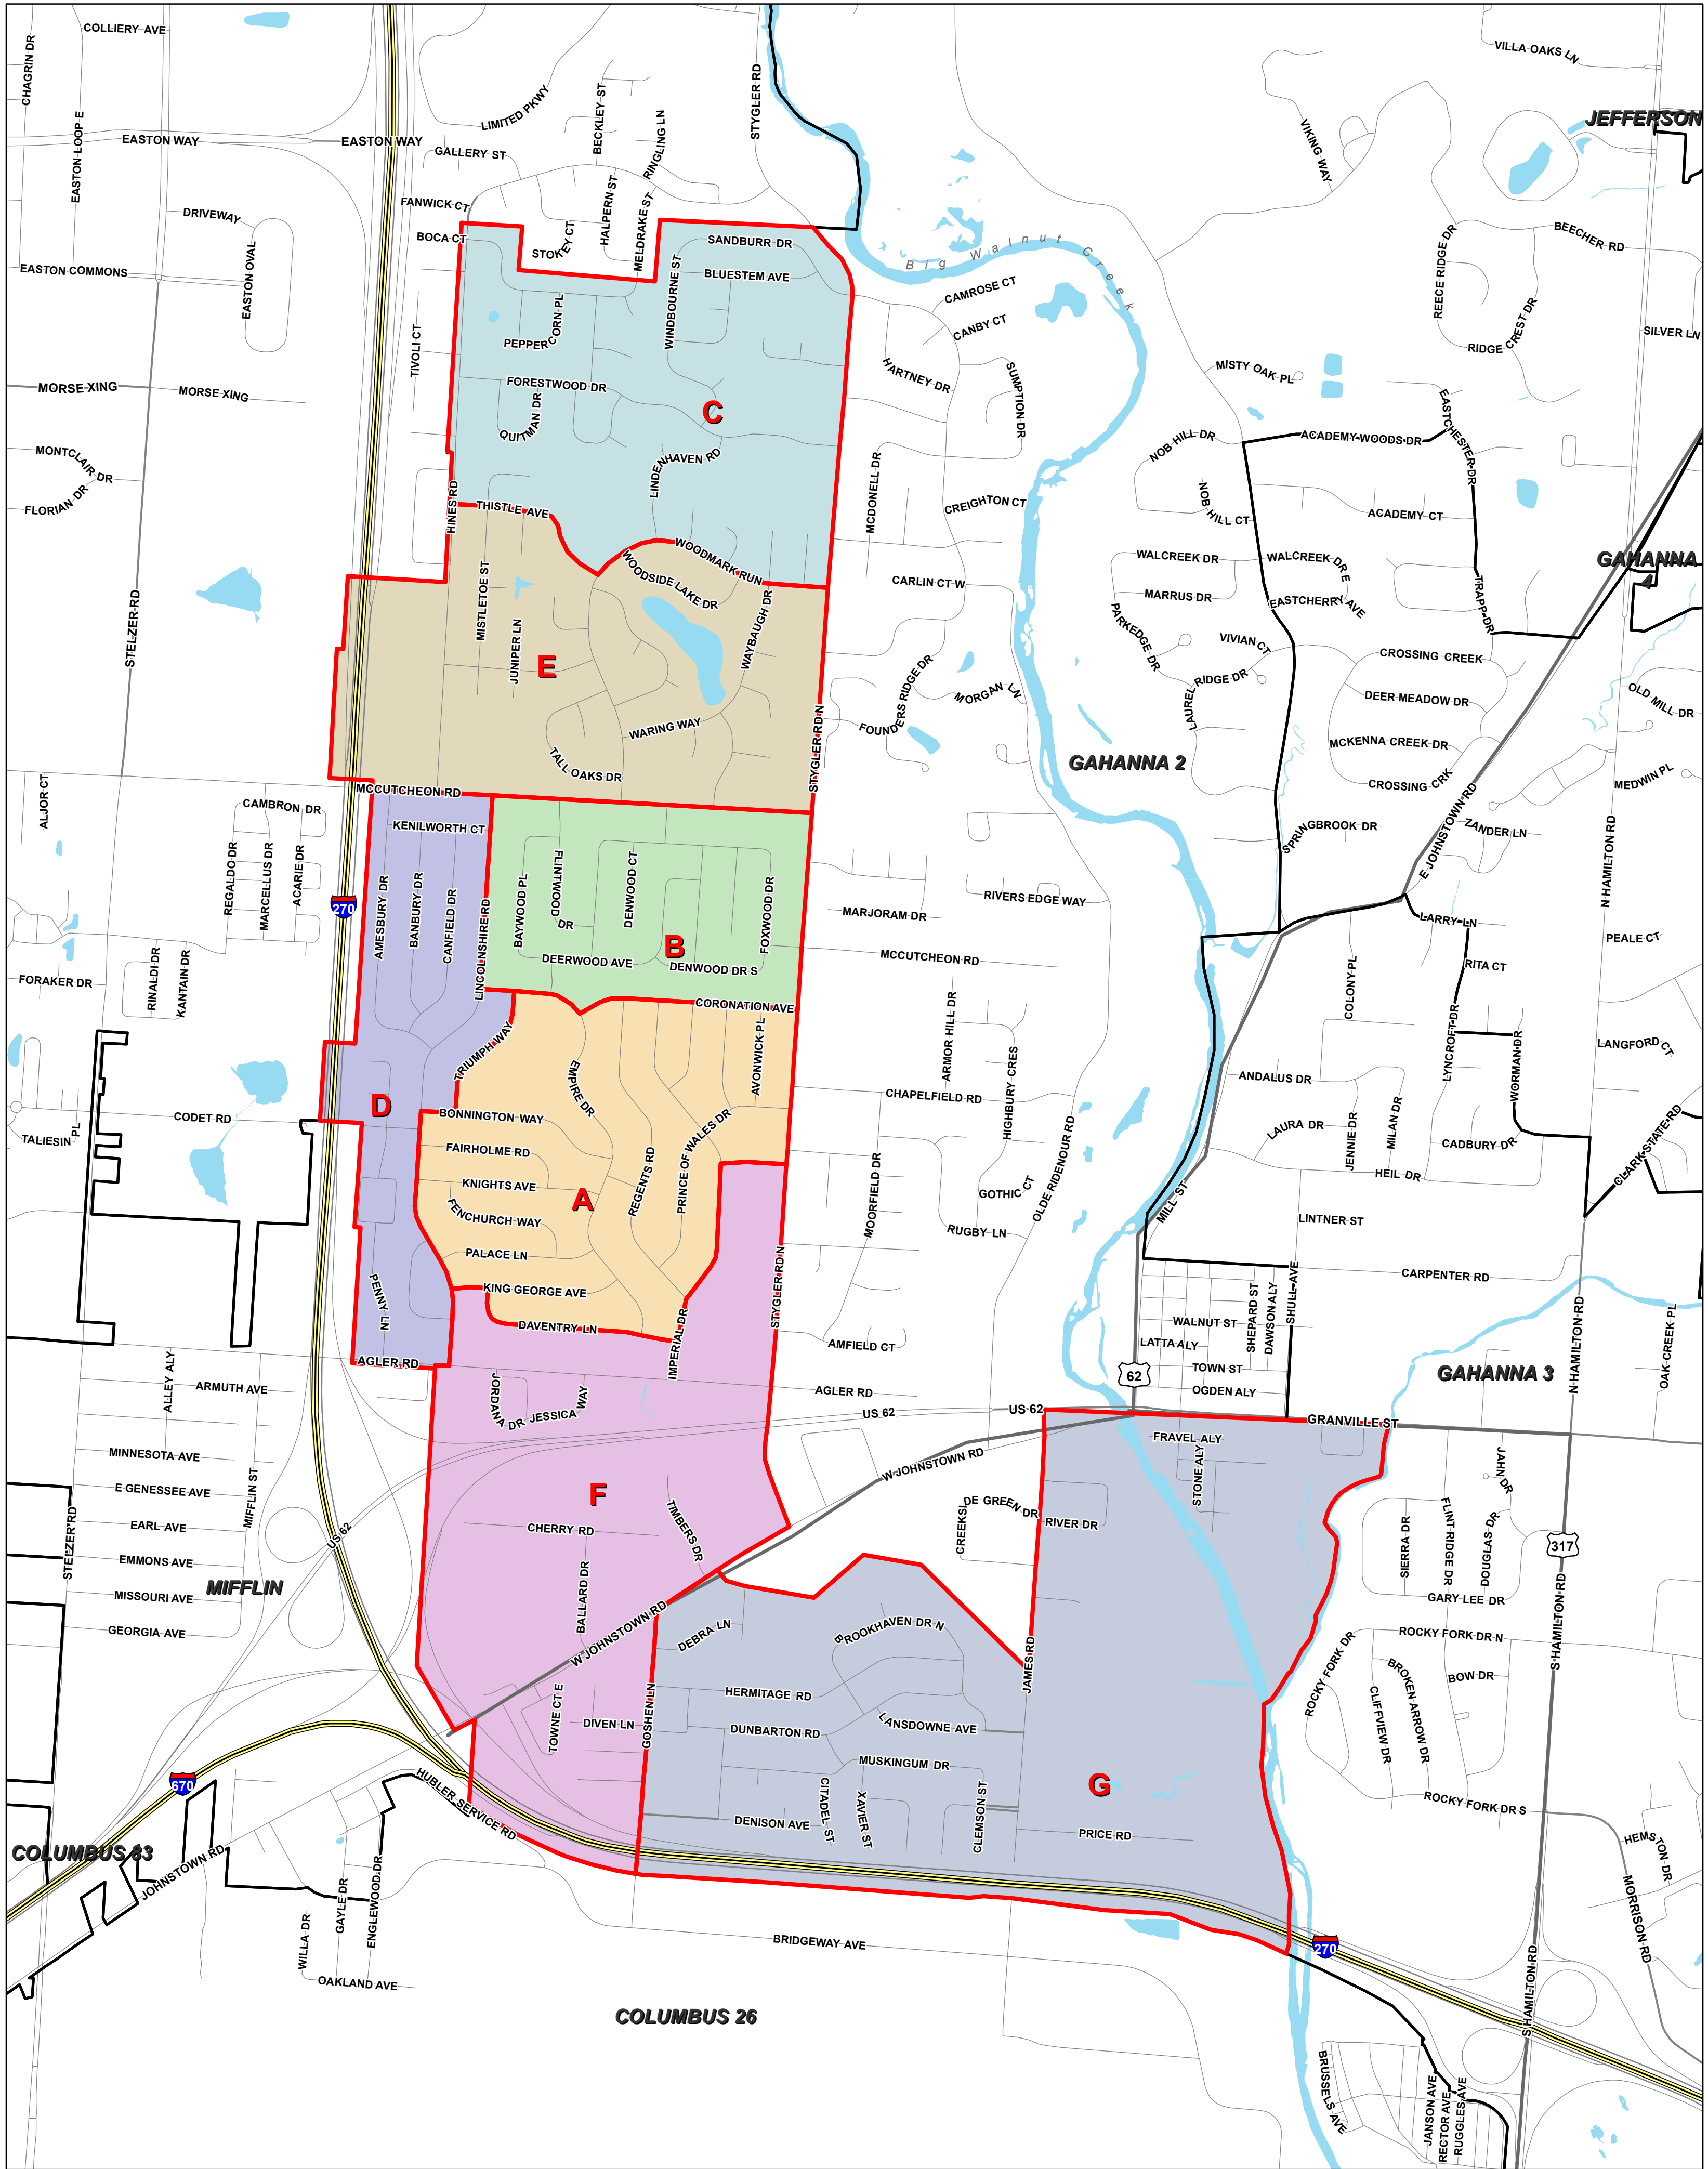 COLLIERY AVE
CHAGRIN DR
EASTON LOOP E
EASTON WAY
EASTON WAY
LIMITED PKWY
GALLERY ST
BECKLEY ST
RINGLING LN
STYGLER RD
VILLA OAKS LN
JEFFERSON
VIKING WAY
FANWICK CT
BOCA CT
STOKEY CT
HALPERN ST
MELDRAKE ST
DRIVEWAY
EASTON OVAL
EASTON COMMONS
SANDBURR DR
BLUESTEM AVE
WINDBOURNE ST
Big Walnut Creek
CAMROSE CT
CANBY CT
REECE RIDGE DR
BEECHER RD
RIDGE CREST DR
SILVER LN
TIVOLI CT
PEPPERCORN PL
HARTNEY DR
SUMPTION DR
MISTY OAK PL
MORSE XING
MORSE XING
FORESTWOOD DR
QUITMAN DR
C
LINDENHAVEN RD
NOB HILL DR
ACADEMY WOODS DR
EASTCHESTER DR
MONTCLAIR DR
FLORIAN DR
HINES RD
THISTLE AVE
MCDONELL DR
CREIGHTON CT
NOB HILL CT
ACADEMY CT
WOODMARK RUN
WOODSIDE LAKE DR
WALCREEK DR
WALCREEK DR E
GAHANNA
4
CARLIN CT W
MARRUS DR
EASTCHERRY AVE
TRAPP DR
STELZER RD
MISTLETOE ST
JUNIPER LN
E
WAYBAUGH DR
PARKEDGE DR
VIVIAN CT
CROSSING CREEK
LAUREL RIDGE DR
FOUNDERS RIDGE DR
MORGAN LN
DEER MEADOW DR
OLD MILL DR
WARING WAY
STYGLER RD N
MCKENNA CREEK DR
GAHANNA 2
TALL OAKS DR
CROSSING CRK
MEDWIN PL
MCCUTCHEON RD
ALJOR CT
CAMBRON DR
KENILWORTH CT
SPRINGBROOK DR
E JOHNSTOWN RD
ZANDER LN
N HAMILTON RD
REGALDO DR
MARCELLUS DR
ACARIE DR
270
AMESBURY DR
BANBURY DR
CANFIELD DR
LINCOLNSHIRE RD
BAYWOOD PL
FLINTWOOD DR
DENWOOD CT
FOXWOOD DR
RIVERS EDGE WAY
MARJORAM DR
LARRY LN
PEALE CT
B
DEERWOOD AVE
DENWOOD DR S
MCCUTCHEON RD
RITA CT
FORAKER DR
RINALDI DR
KANTAIN DR
COLONY PL
CORONATION AVE
ARMOR HILL DR
LYNCROFT DR
WORMAN DR
LANGFORD CT
TRIUMPH WAY
EMPIRE DR
AVONWICK PL
HIGHBURY CRES
ANDALUS DR
CHAPELFIELD RD
D
CODET RD
TALIESIN PL
BONNINGTON WAY
PRINCE OF WALES DR
OLDE RIDENOUR RD
LAURA DR
JENNIE DR
MILAN DR
CADBURY DR
CLARK STATE RD
FAIRHOLME RD
REGENTS RD
HEIL DR
KNIGHTS AVE
A
MOORFIELD DR
GOTHIC CT
MILL ST
FENCHURCH WAY
RUGBY LN
LINTNER ST
PALACE LN
STYGLER RD N
CARPENTER RD
PENNY LN
KING GEORGE AVE
DAVENTRY LN
IMPERIAL DR
SHEPARD ST
DAWSON ALY
SHULL AVE
WALNUT ST
N HAMILTON RD
OAK CREEK PL
AMFIELD CT
LATTA ALY
AGLER RD
TOWN ST
62
GAHANNA 3
ALLEY ALY
ARMUTH AVE
JORDANA DR
JESSICA WAY
AGLER RD
OGDEN ALY
US 62
US 62
GRANVILLE ST
FRAVEL ALY
MINNESOTA AVE
W JOHNSTOWN RD
STONE ALY
JAHN DR
E GENESSEE AVE
MIFFLIN ST
F
EARL AVE
STELZER RD
US 62
CHERRY RD
TIMBERS DR
CREEKSIDE GREEN DR
RIVER DR
SIERRA DR
FLINT RIDGE DR
DOUGLAS DR
317
EMMONS AVE
MIFFLIN
MISSOURI AVE
BALLARD DR
GARY LEE DR
GEORGIA AVE
W JOHNSTOWN RD
DEBRA LN
BROOKHAVEN DR N
JAMES RD
ROCKY FORK DR N
S HAMILTON RD
ROCKY FORK DR
BROKEN ARROW DR
BOW DR
CLIFFVIEW DR
HERMITAGE RD
TOWNE CT E
DIVEN LN
GOSHEN LN
DUNBARTON RD
LANSDOWNE AVE
MUSKINGUM DR
670
HUBLER SERVICE RD
G
CITADEL ST
XAVIER ST
CLEMSON ST
ROCKY FORK DR S
DENISON AVE
PRICE RD
HEMSTON DR
COLUMBUS 83
JOHNSTOWN RD
GAYLE DR
ENGLEWOOD DR
WILLA DR
MORRISON RD
BRIDGEWAY AVE
270
OAKLAND AVE
S HAMILTON RD
COLUMBUS 26
BRUSSELS AVE
JANSON AVE
RECTOR AVE
RUGGLES AVE